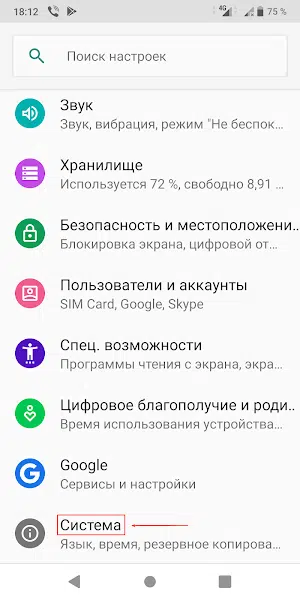 18:12 4G 75 %
Поиск настроек
Звук
Звук, вибрация, режим "Не беспок…
Хранилище
Используется 72 %, свободно 8,91 …
Безопасность и местоположени..
Блокировка экрана, цифровой от…
Пользователи и аккаунты
SIM Card, Google, Skype
Спец. возможности
Программы чтения с экрана, экра…
Цифровое благополучие и роди..
Время использования устройства…
Google
Сервисы и настройки
Система
Язык, время, резервное копирова…